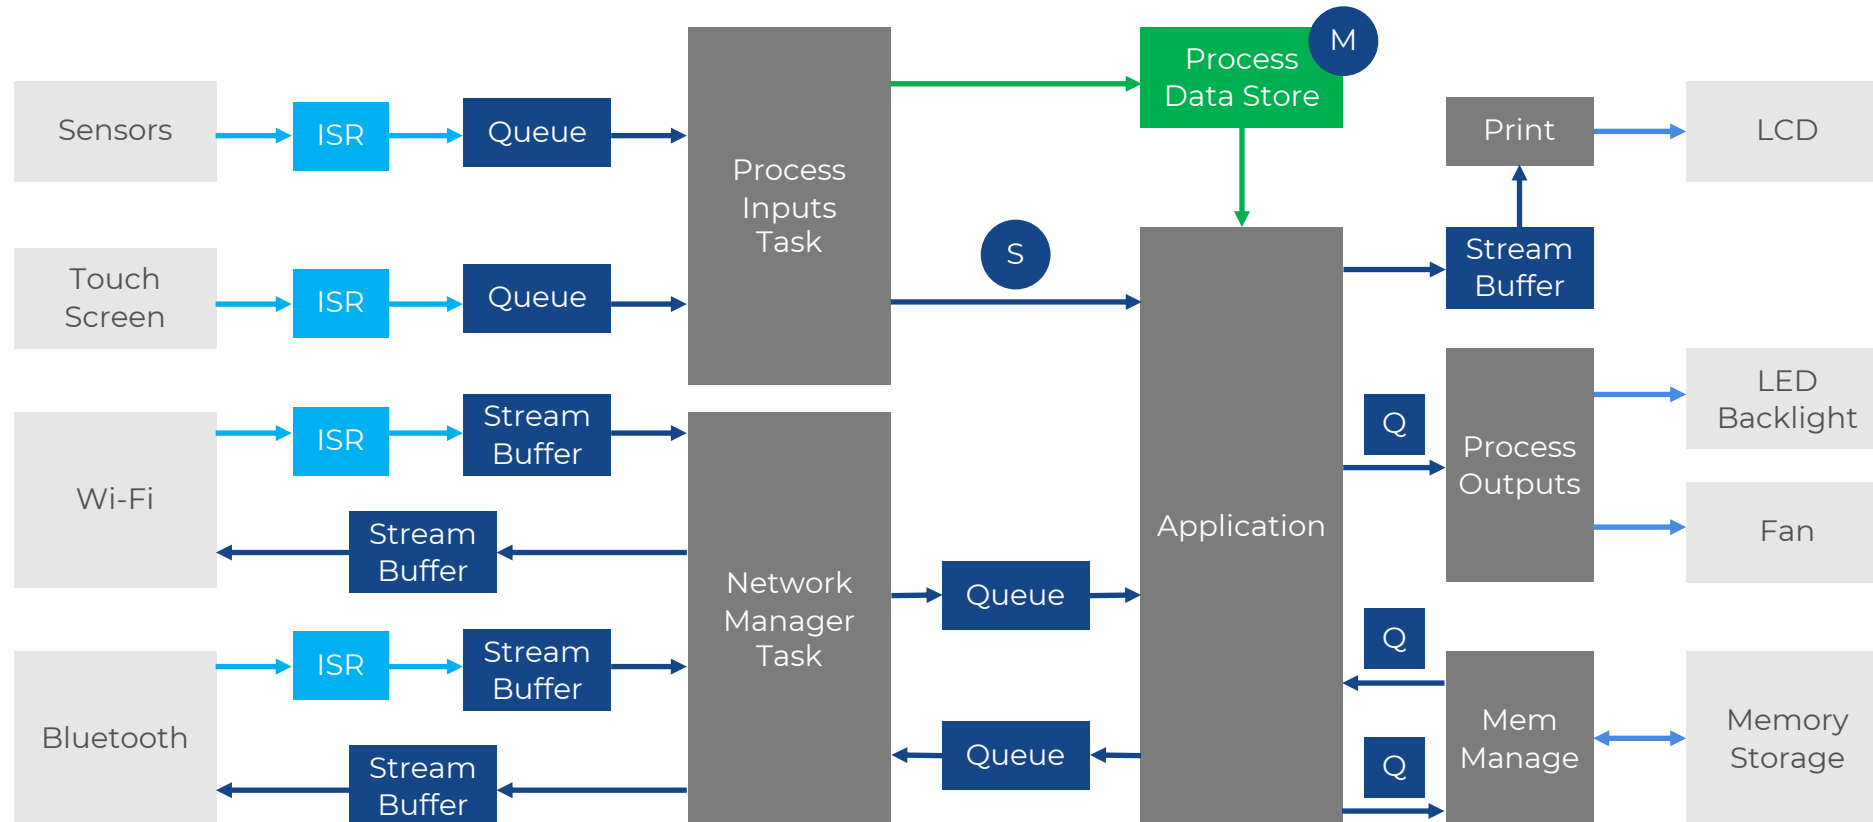 Sensors
ISR
Queue
Process
Inputs
Task
Process
Data Store
M
Print
LCD
Touch
Screen
ISR
Queue
S
Stream
Buffer
Wi-Fi
ISR
Stream
Buffer
Stream
Buffer
Network
Manager
Task
Queue
Queue
Application
Q
Process
Outputs
LED
Backlight
Fan
Bluetooth
ISR
Stream
Buffer
Stream
Buffer
Q
Q
Mem
Manage
Memory
Storage